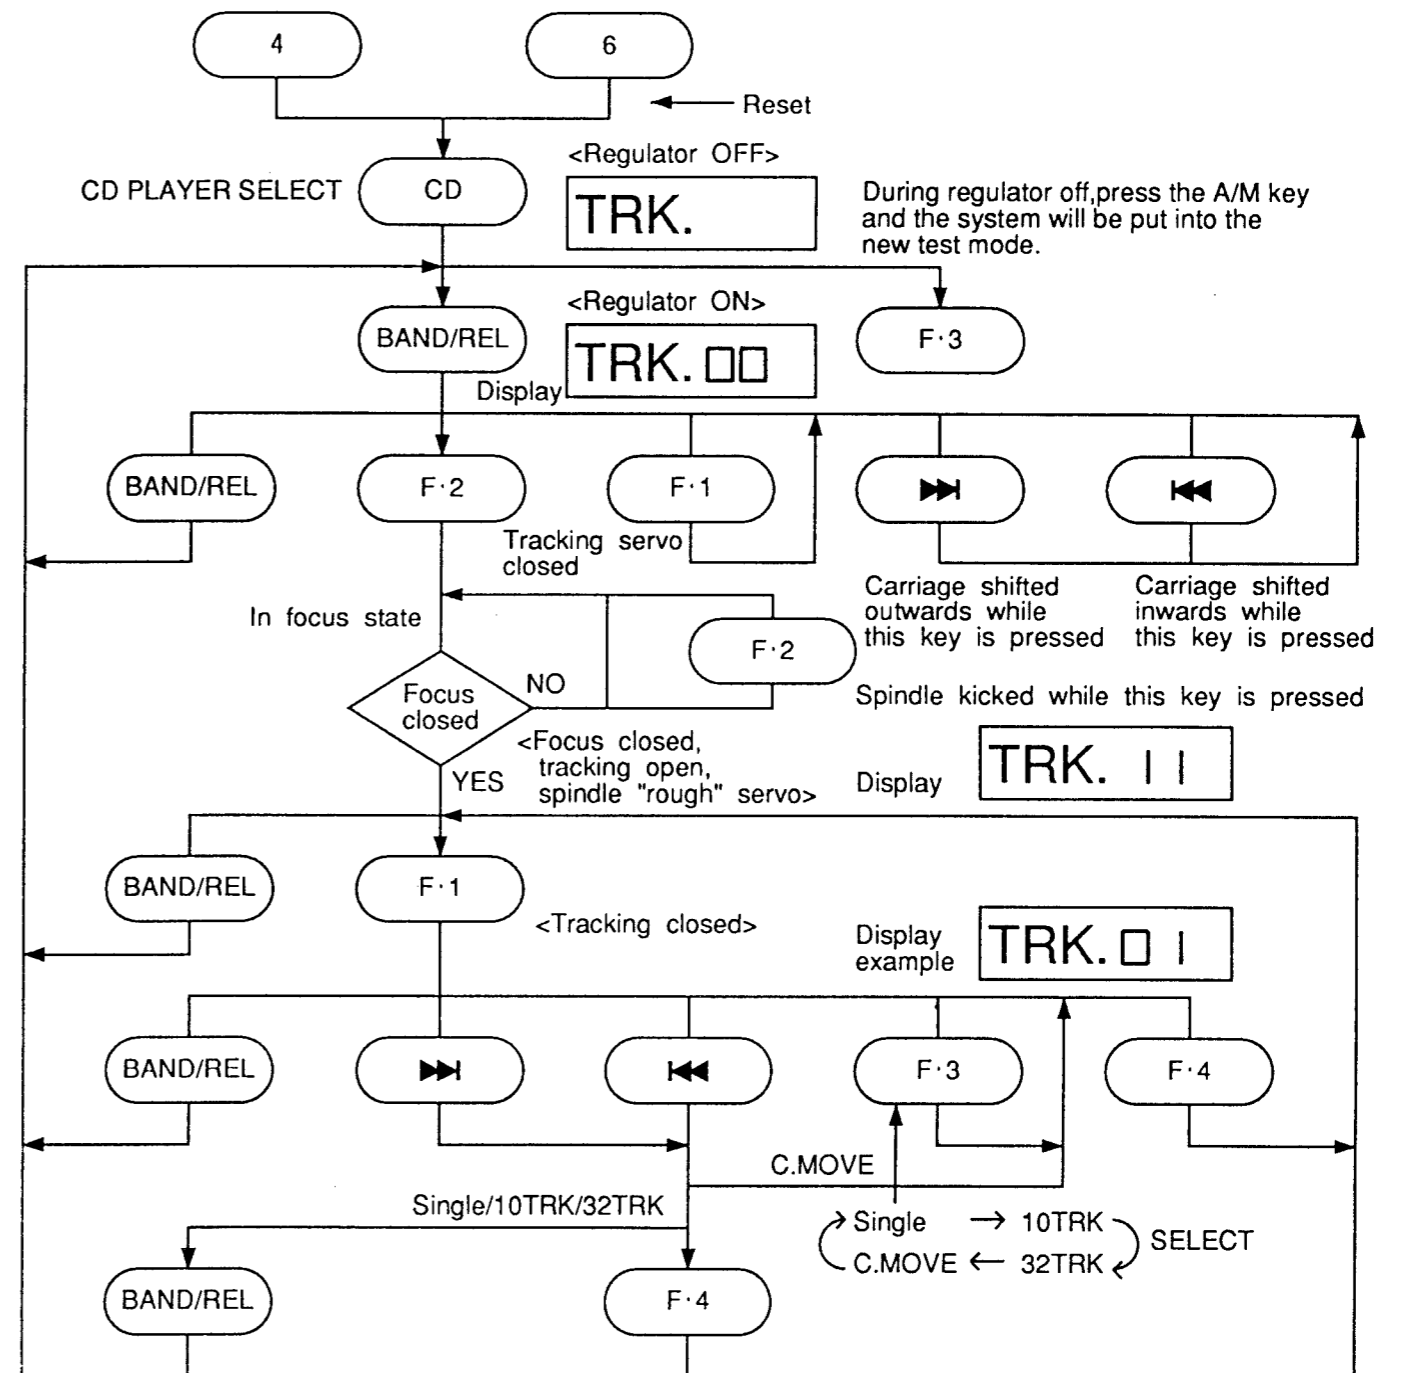 4
6
Reset
<Regulator OFF>
CD PLAYER SELECT
CD
TRK.
During regulator off,press the A/M key
and the system will be put into the
new test mode.
<Regulator ON>
BAND/REL
TRK. 00
F·3
Display
BAND/REL
F·2
F·1
▶▶|
|◀◀
Tracking servo
closed
Carriage shifted
outwards while
this key is pressed
Carriage shifted
inwards while
this key is pressed
In focus state
F·2
Focus
closed
NO
Spindle kicked while this key is pressed
<Focus closed,
tracking open,
spindle "rough" servo>
YES
Display
TRK. 11
BAND/REL
F·1
<Tracking closed>
Display
example
TRK. 01
BAND/REL
▶▶|
|◀◀
F·3
F·4
C.MOVE
Single/10TRK/32TRK
Single → 10TRK
C.MOVE ← 32TRK
SELECT
BAND/REL
F·4